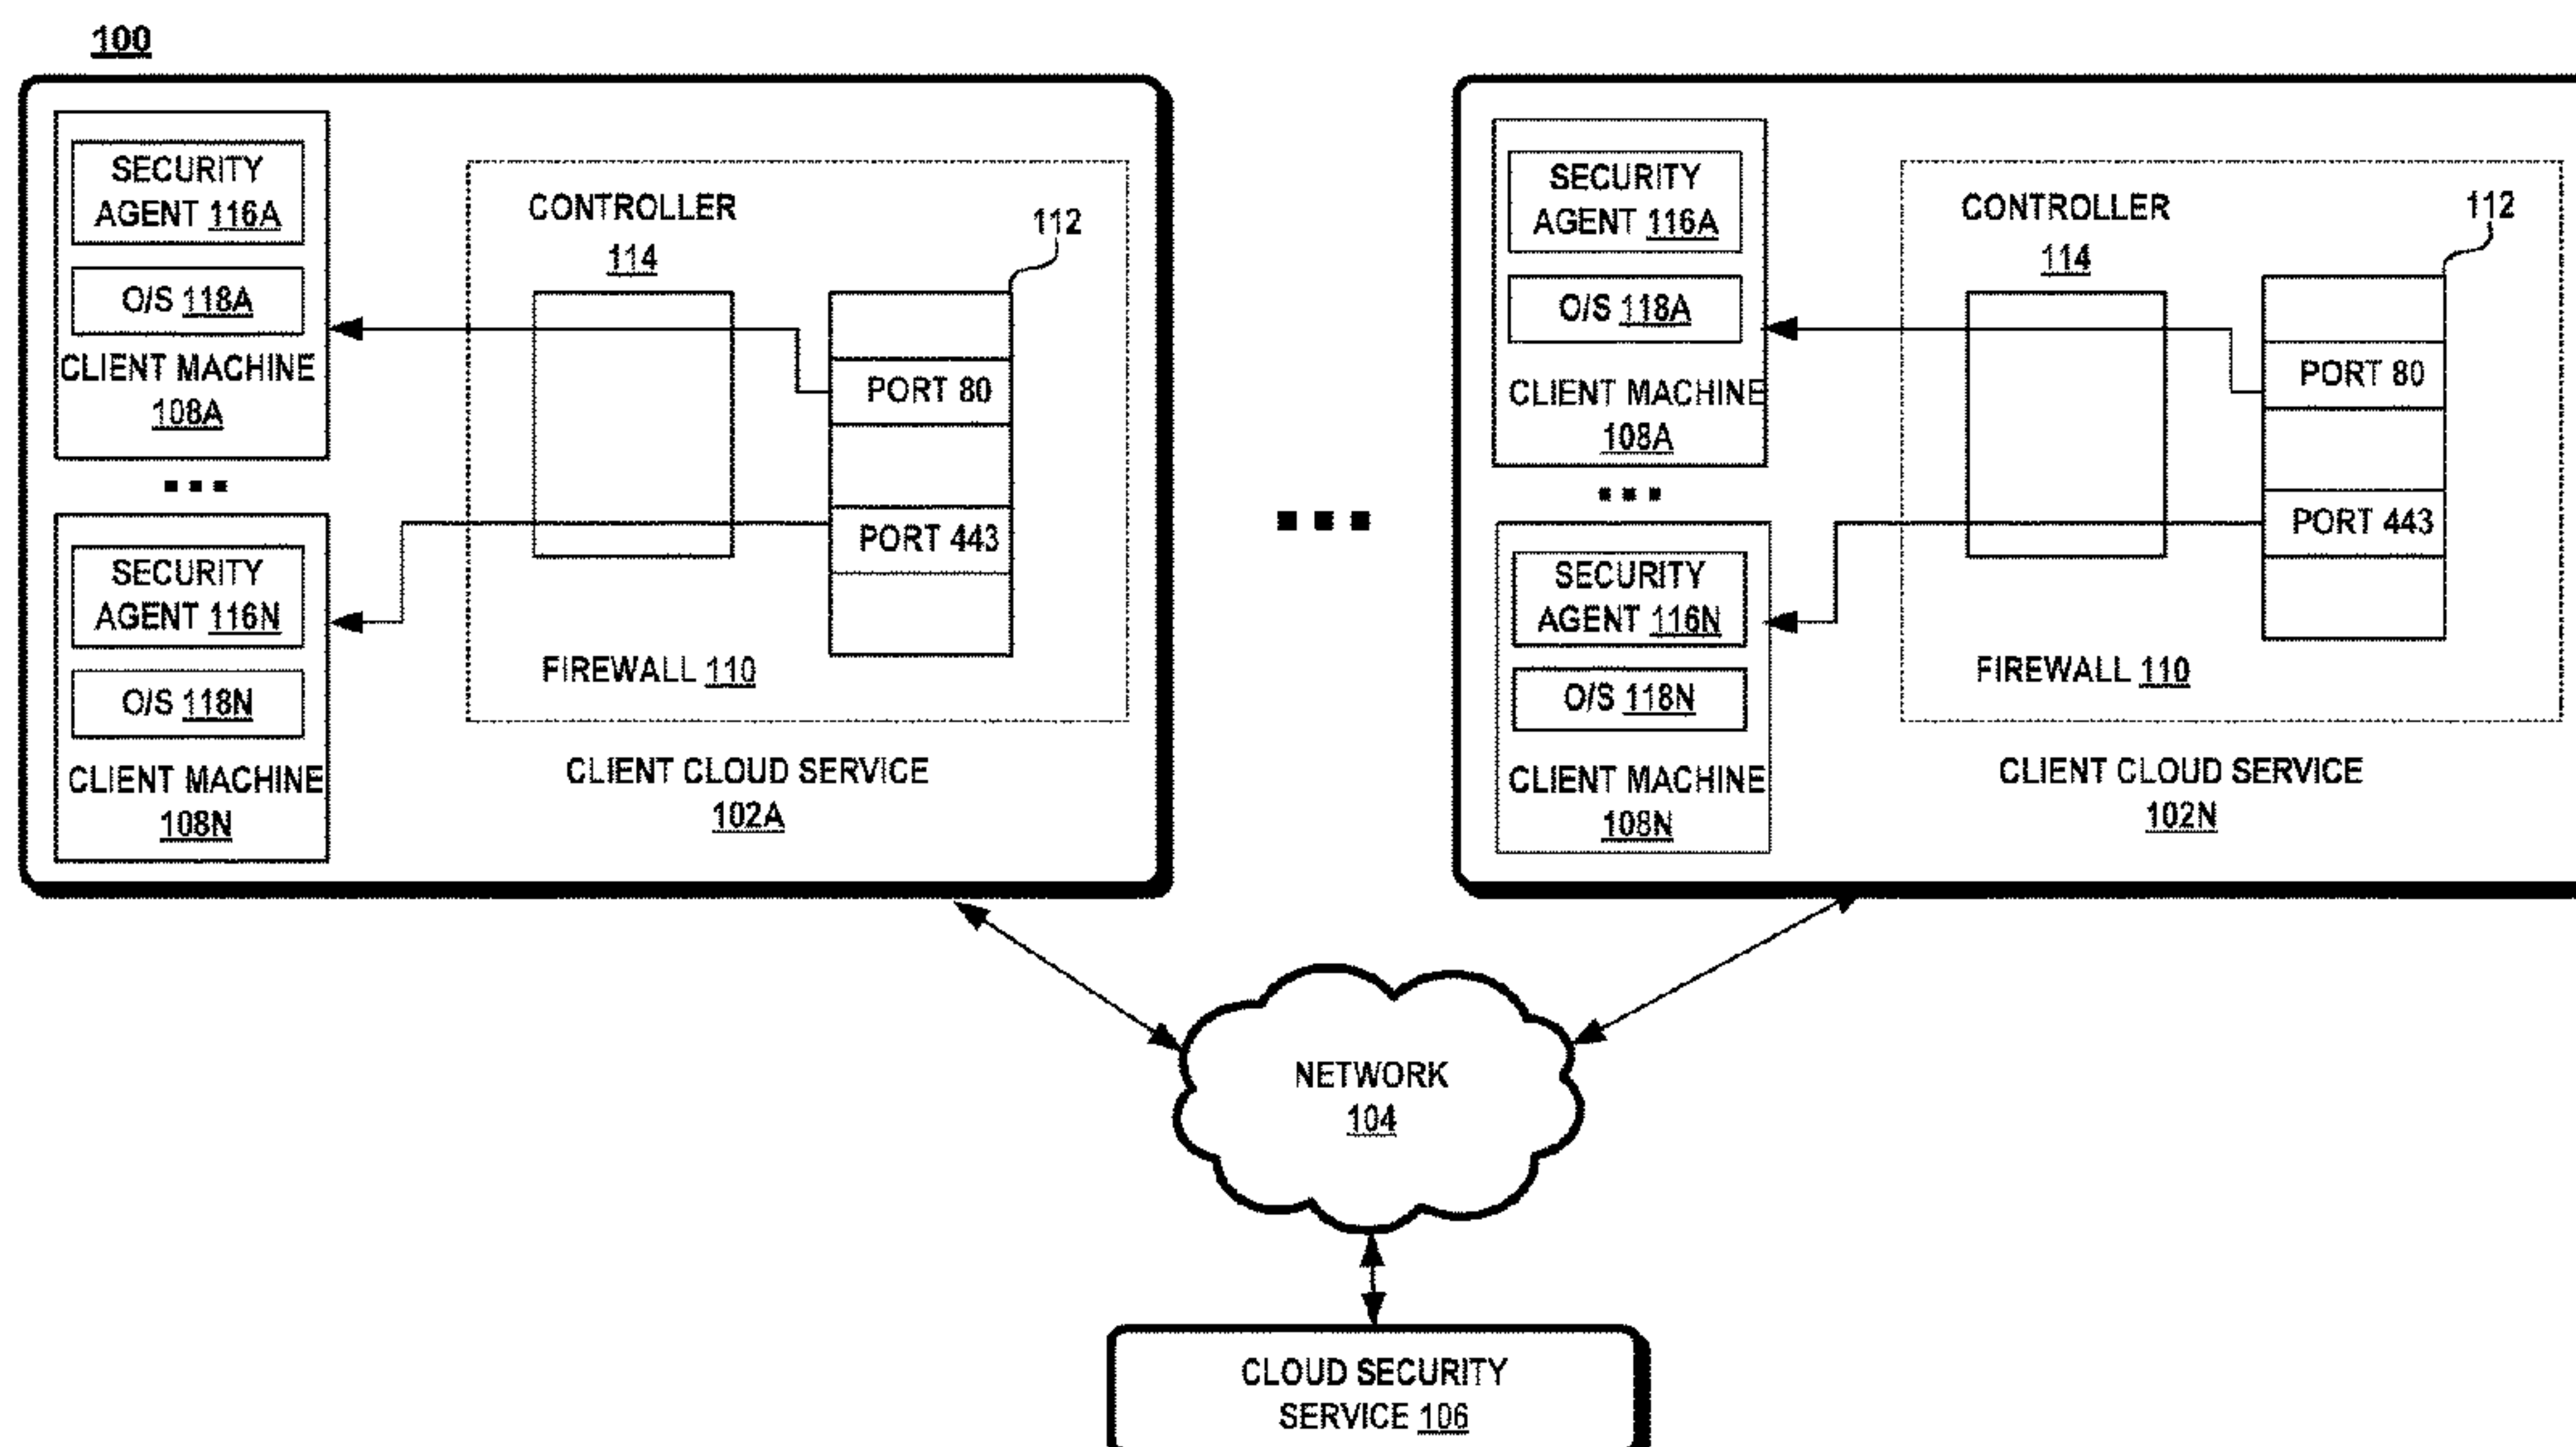 100
SECURITY
AGENT 116A
O/S 118A
CLIENT MACHINE
108A
...
SECURITY
AGENT 116N
O/S 118N
CLIENT MACHINE
108N
CONTROLLER
114
112
PORT 80
PORT 443
FIREWALL 110
CLIENT CLOUD SERVICE
102A
...
SECURITY
AGENT 116A
O/S 118A
CLIENT MACHINE
108A
...
SECURITY
AGENT 116N
O/S 118N
CLIENT MACHINE
108N
CONTROLLER
114
112
PORT 80
PORT 443
FIREWALL 110
CLIENT CLOUD SERVICE
102N
NETWORK
104
CLOUD SECURITY
SERVICE 106